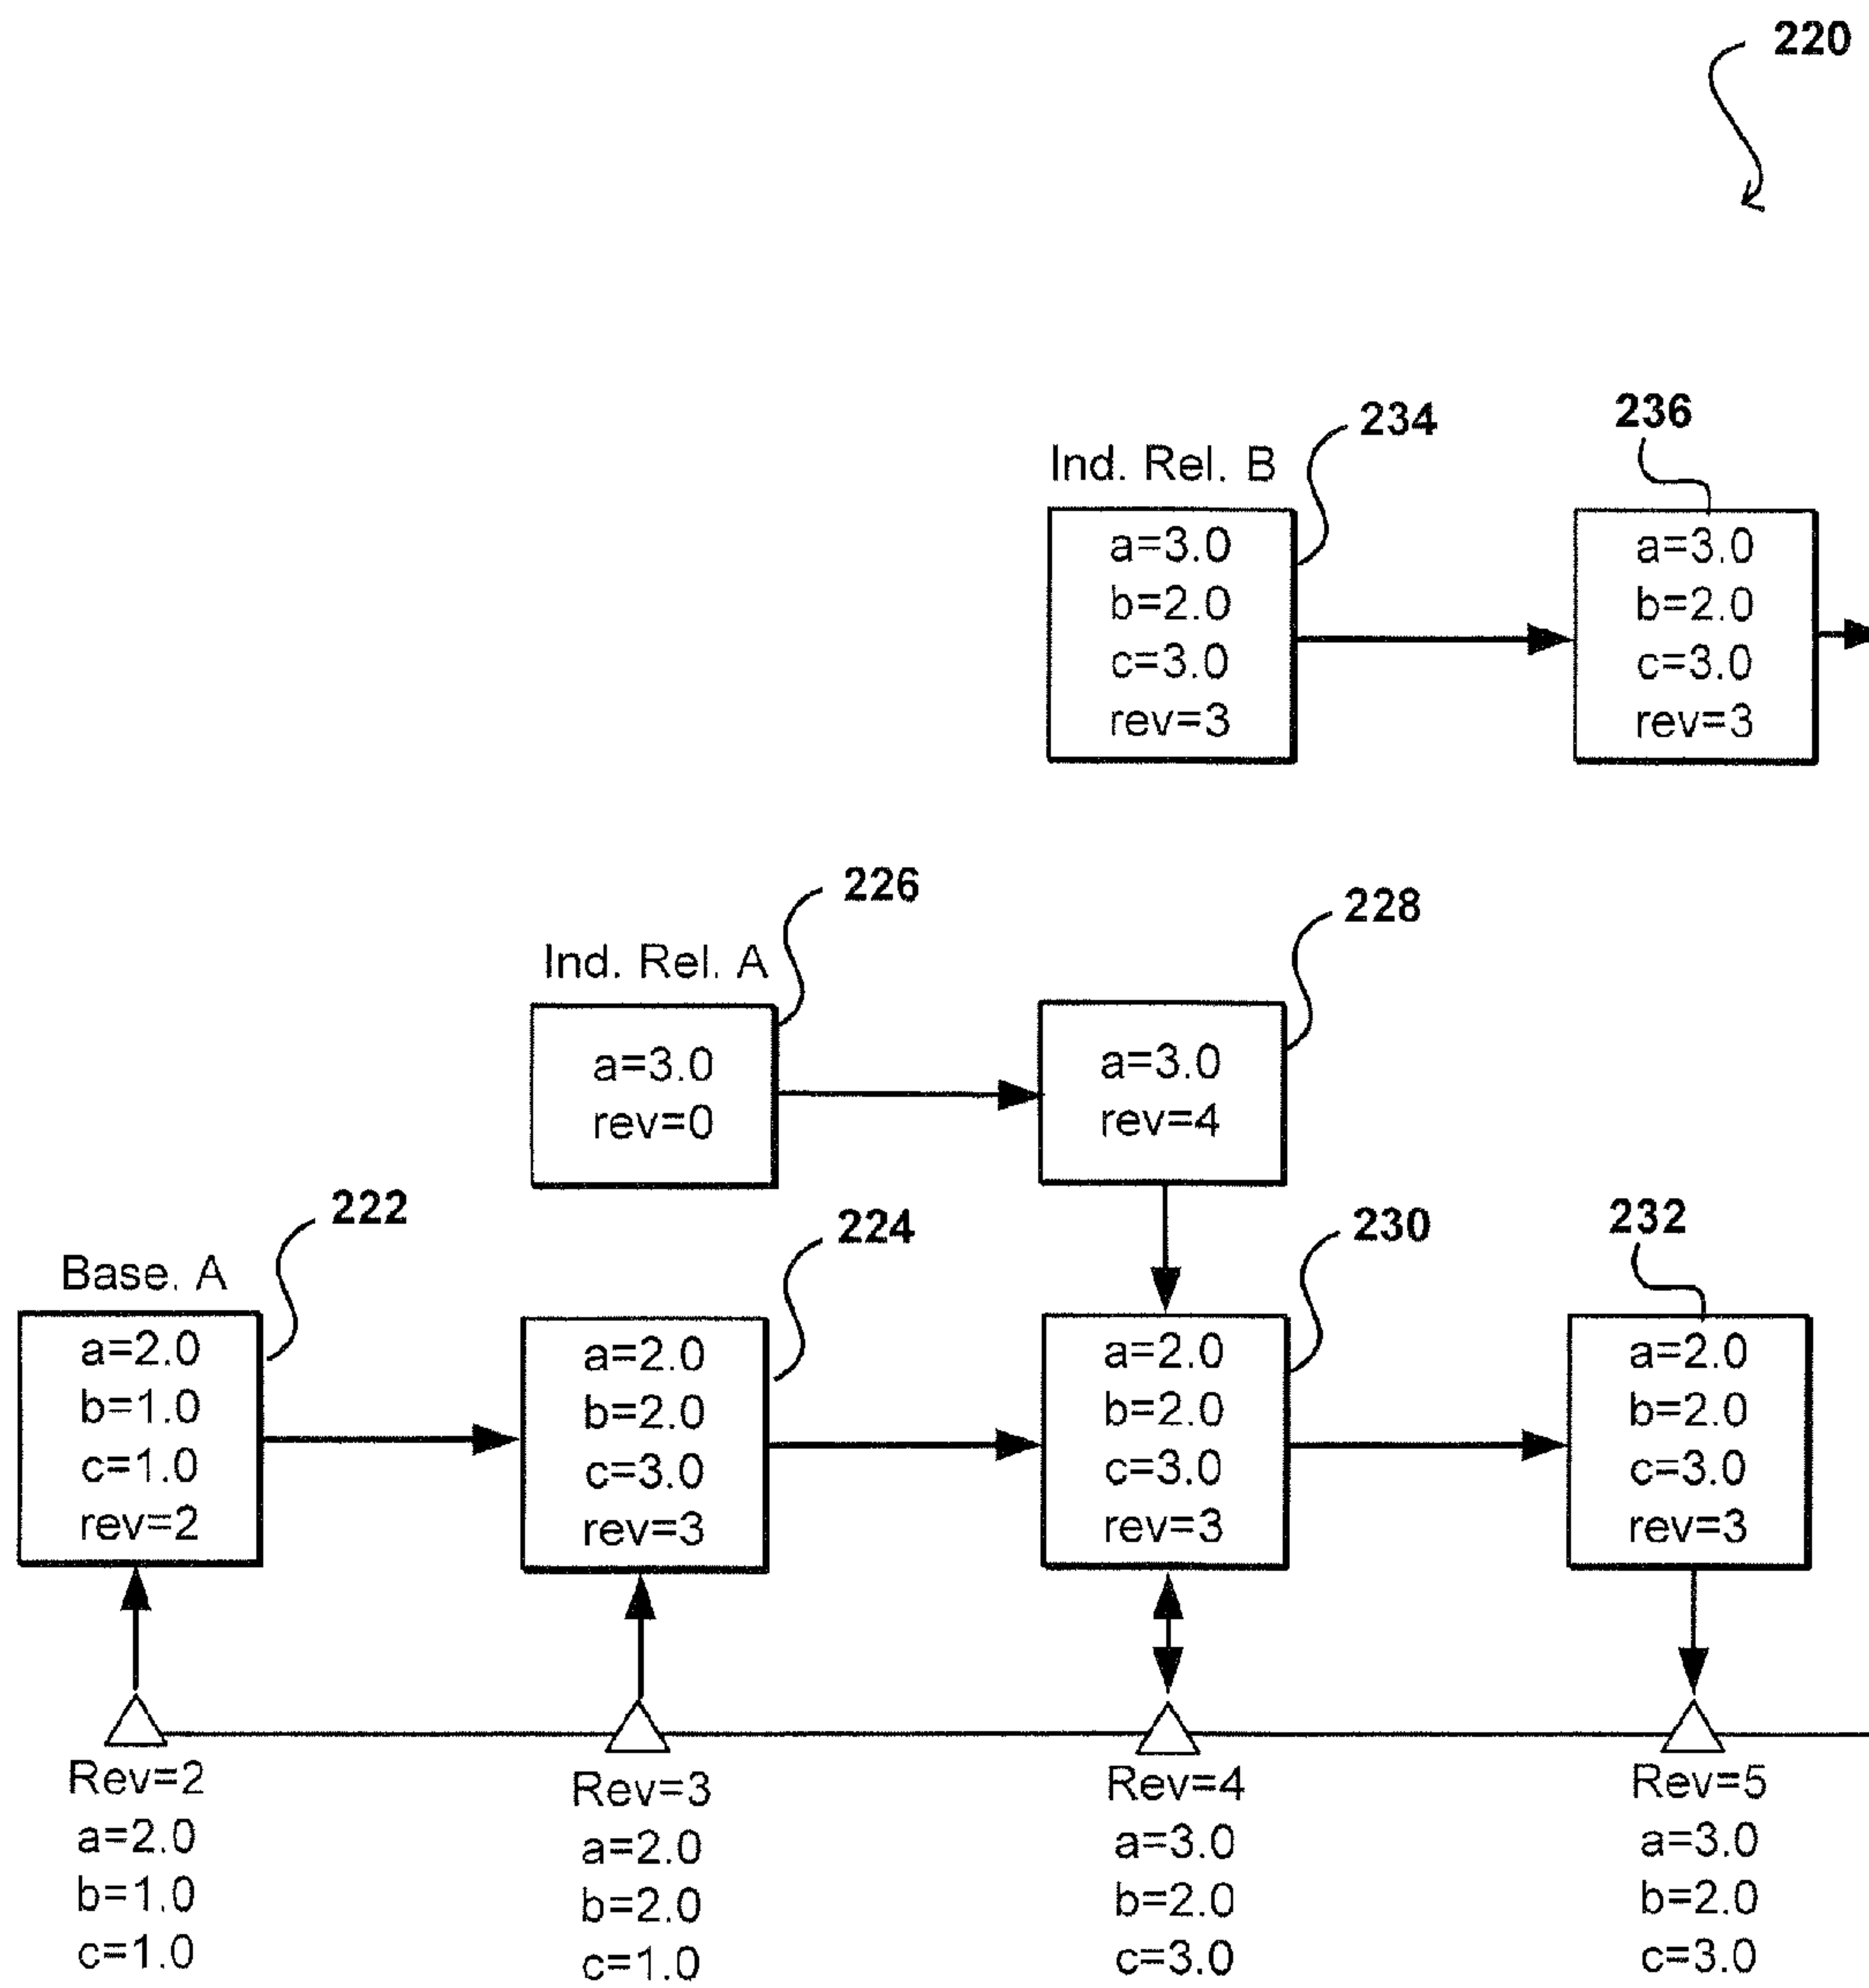 220
234
236
Ind. Rel. B
a=3.0
b=2.0
c=3.0
rev=3
a=3.0
b=2.0
c=3.0
rev=3
226
228
Ind. Rel. A
a=3.0
rev=0
a=3.0
rev=4
222
224
230
232
Base. A
a=2.0
b=1.0
c=1.0
rev=2
a=2.0
b=2.0
c=3.0
rev=3
a=2.0
b=2.0
c=3.0
rev=3
a=2.0
b=2.0
c=3.0
rev=3
Rev=2
a=2.0
b=1.0
c=1.0
Rev=3
a=2.0
b=2.0
c=1.0
Rev=4
a=3.0
b=2.0
c=3.0
Rev=5
a=3.0
b=2.0
c=3.0